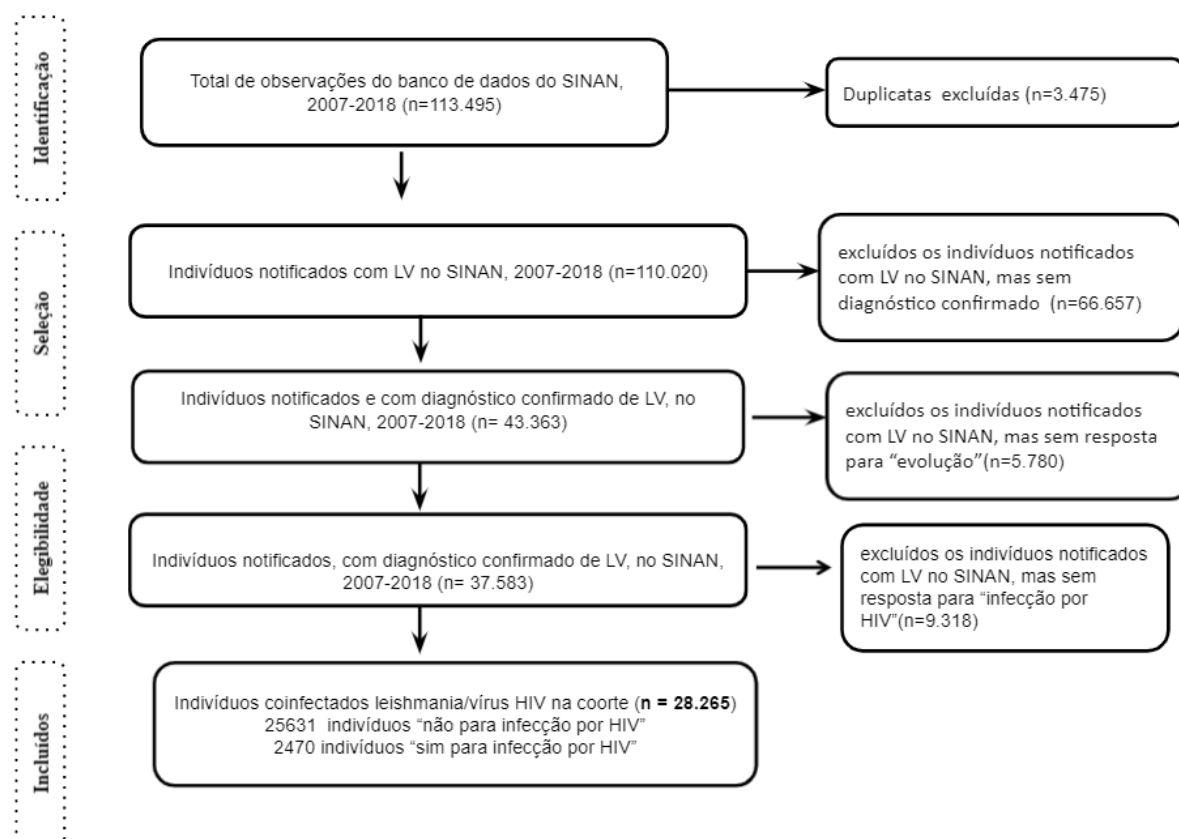 Identificação
Total de observações do banco de dados do SINAN,
2007-2018 (n=113.495)
Duplicatas excluídas (n=3.475)
Seleção
Indivíduos notificados com LV no SINAN, 2007-2018 (n=110.020)
excluídos os indivíduos notificados
com LV no SINAN, mas sem
diagnóstico confirmado (n=66.657)
Indivíduos notificados e com diagnóstico confirmado de LV, no
SINAN, 2007-2018 (n= 43.363)
excluídos os indivíduos notificados
com LV no SINAN, mas sem resposta
para “evolução”(n=5.780)
Elegibilidade
Indivíduos notificados, com diagnóstico confirmado de LV, no SINAN,
2007-2018 (n= 37.583)
excluídos os indivíduos notificados
com LV no SINAN, mas sem
resposta para “infecção por
HIV”(n=9.318)
Incluídos
Indivíduos coinfectados leishmania/vírus HIV na coorte (n = 28.265)
25631 indivíduos “não para infecção por HIV”
2470 indivíduos “sim para infecção por HIV”